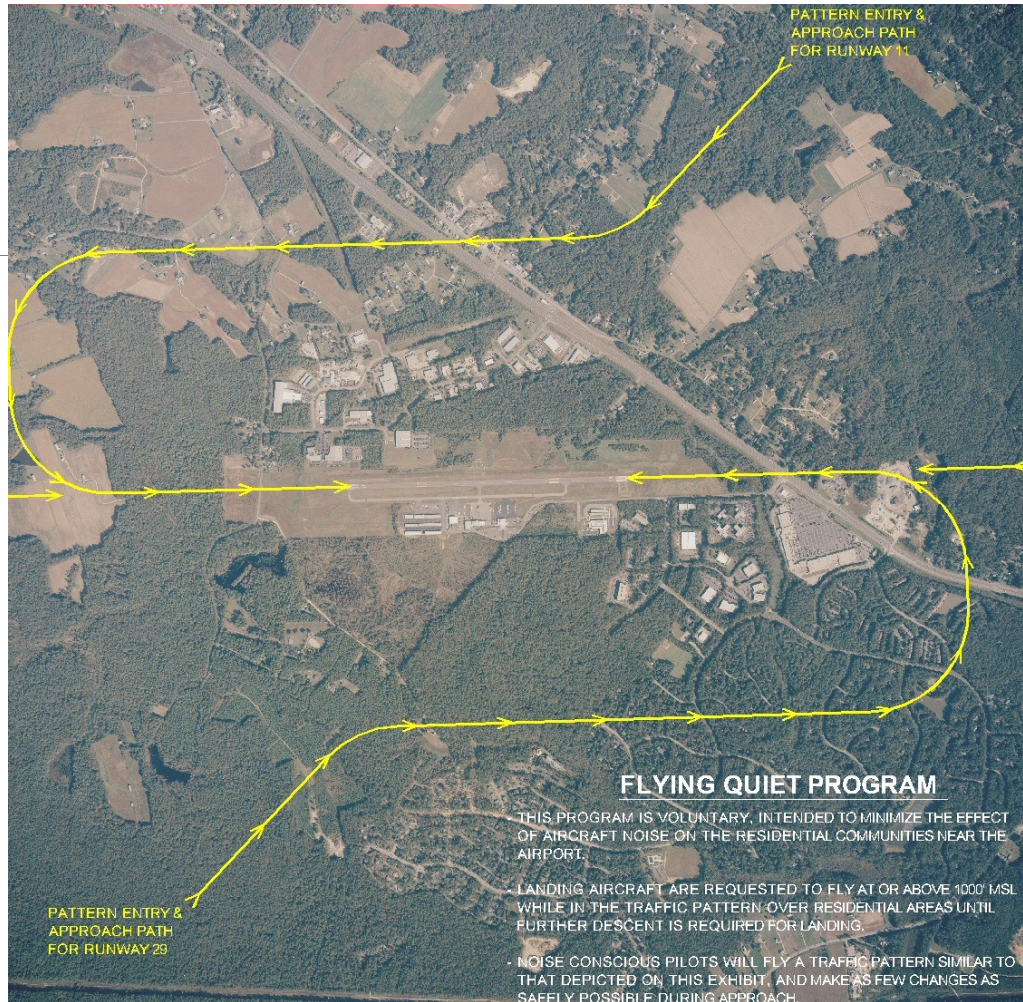 PATTERN ENTRY &
APPROACH PATH
FOR RUNWAY 11
PATTERN ENTRY &
APPROACH PATH
FOR RUNWAY 29
FLYING QUIET PROGRAM
- THIS PROGRAM IS VOLUNTARY, INTENDED TO MINIMIZE THE EFFECT
OF AIRCRAFT NOISE ON THE RESIDENTIAL COMMUNITIES NEAR THE
AIRPORT.
- LANDING AIRCRAFT ARE REQUESTED TO FLY AT OR ABOVE 1000' MSL
WHILE IN THE TRAFFIC PATTERN OVER RESIDENTIAL AREAS UNTIL
FURTHER DESCENT IS REQUIRED FOR LANDING.
- NOISE CONSCIOUS PILOTS WILL FLY A TRAFFIC PATTERN SIMILAR TO
THAT DEPICTED ON THIS EXHIBIT, AND MAKE AS FEW CHANGES AS
SAFELY POSSIBLE DURING APPROACH.